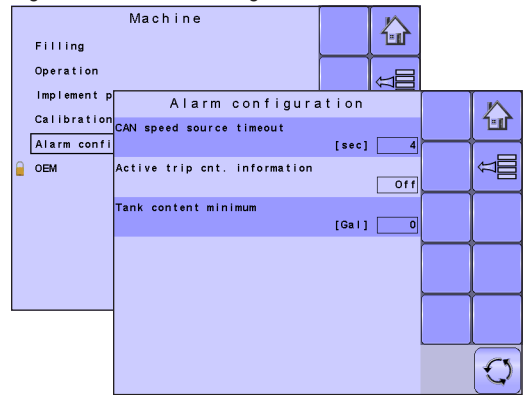 Machine
Filling
Operation
Implement p
Calibration
Alarm confi
OEM
Alarm configuration
CAN speed source timeout
[sec] 4
Active trip cnt. information
Off
Tank content minimum
[Gal] 0